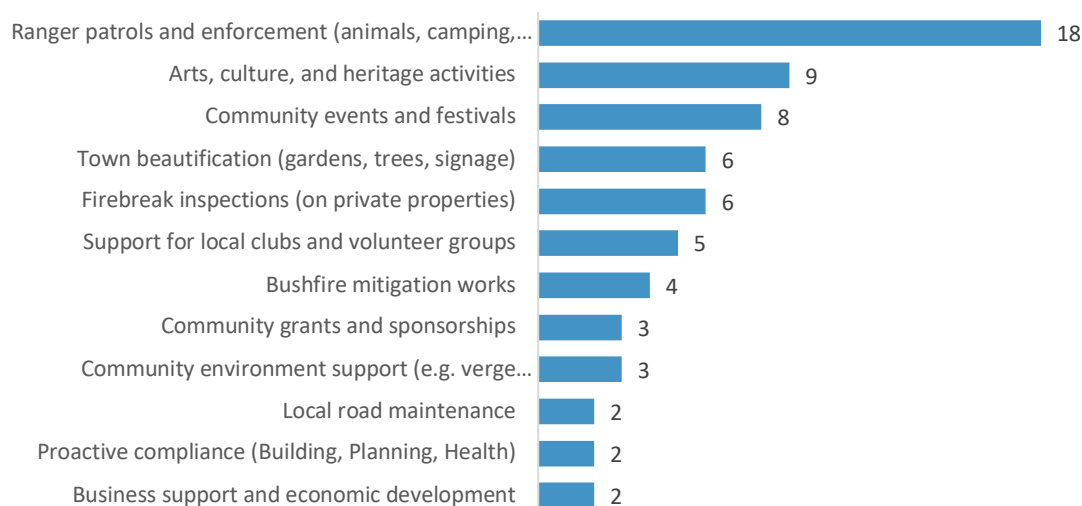 Ranger patrols and enforcement (animals, camping,... 18
Arts, culture, and heritage activities 9
Community events and festivals 8
Town beautification (gardens, trees, signage) 6
Firebreak inspections (on private properties) 6
Support for local clubs and volunteer groups 5
Bushfire mitigation works 4
Community grants and sponsorships 3
Community environment support (e.g. verge... 3
Local road maintenance 2
Proactive compliance (Building, Planning, Health) 2
Business support and economic development 2